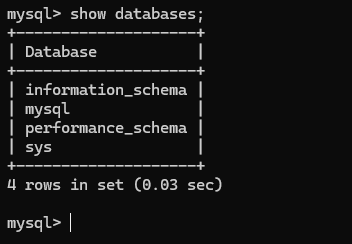 mysql> show databases;
+--------------------+
| Database           |
+--------------------+
| information_schema |
| mysql              |
| performance_schema |
| sys                |
+--------------------+
4 rows in set (0.03 sec)
mysql>